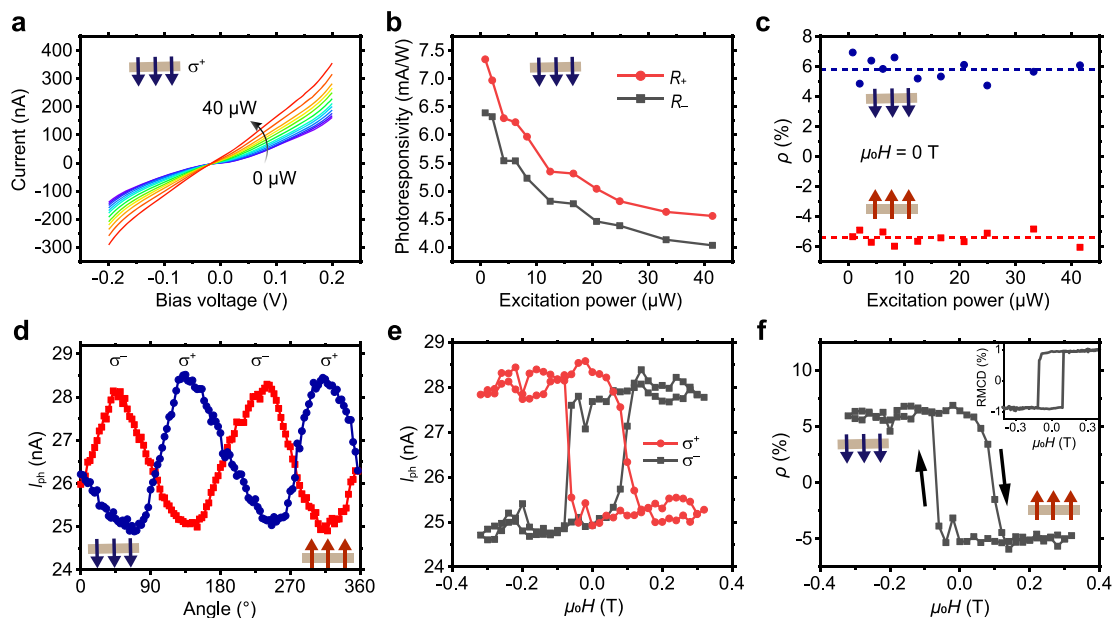 a
400
300
200
100
0
-100
-200
-300
Current (nA)
σ+
40 μW
0 μW
-0.2 -0.1 0.0 0.1 0.2
Bias voltage (V)
b
7.5
7.0
6.5
6.0
5.5
5.0
4.5
4.0
Photoresponsivity (mA/W)
R+
R−
0 10 20 30 40
Excitation power (μW)
c
8
6
4
2
0
-2
-4
-6
ρ (%)
μ0H = 0 T
0 10 20 30 40
Excitation power (μW)
d
29
28
27
26
25
24
Iph (nA)
σ− σ+ σ− σ+
0 90 180 270 360
Angle (°)
e
29
28
27
26
25
24
Iph (nA)
σ+
σ−
-0.4 -0.2 0.0 0.2 0.4
μ0H (T)
f
10
5
0
-5
ρ (%)
1
0
-1
RMCD (%)
-0.3 0.0 0.3
μ0H (T)
-0.4 -0.2 0.0 0.2 0.4
μ0H (T)